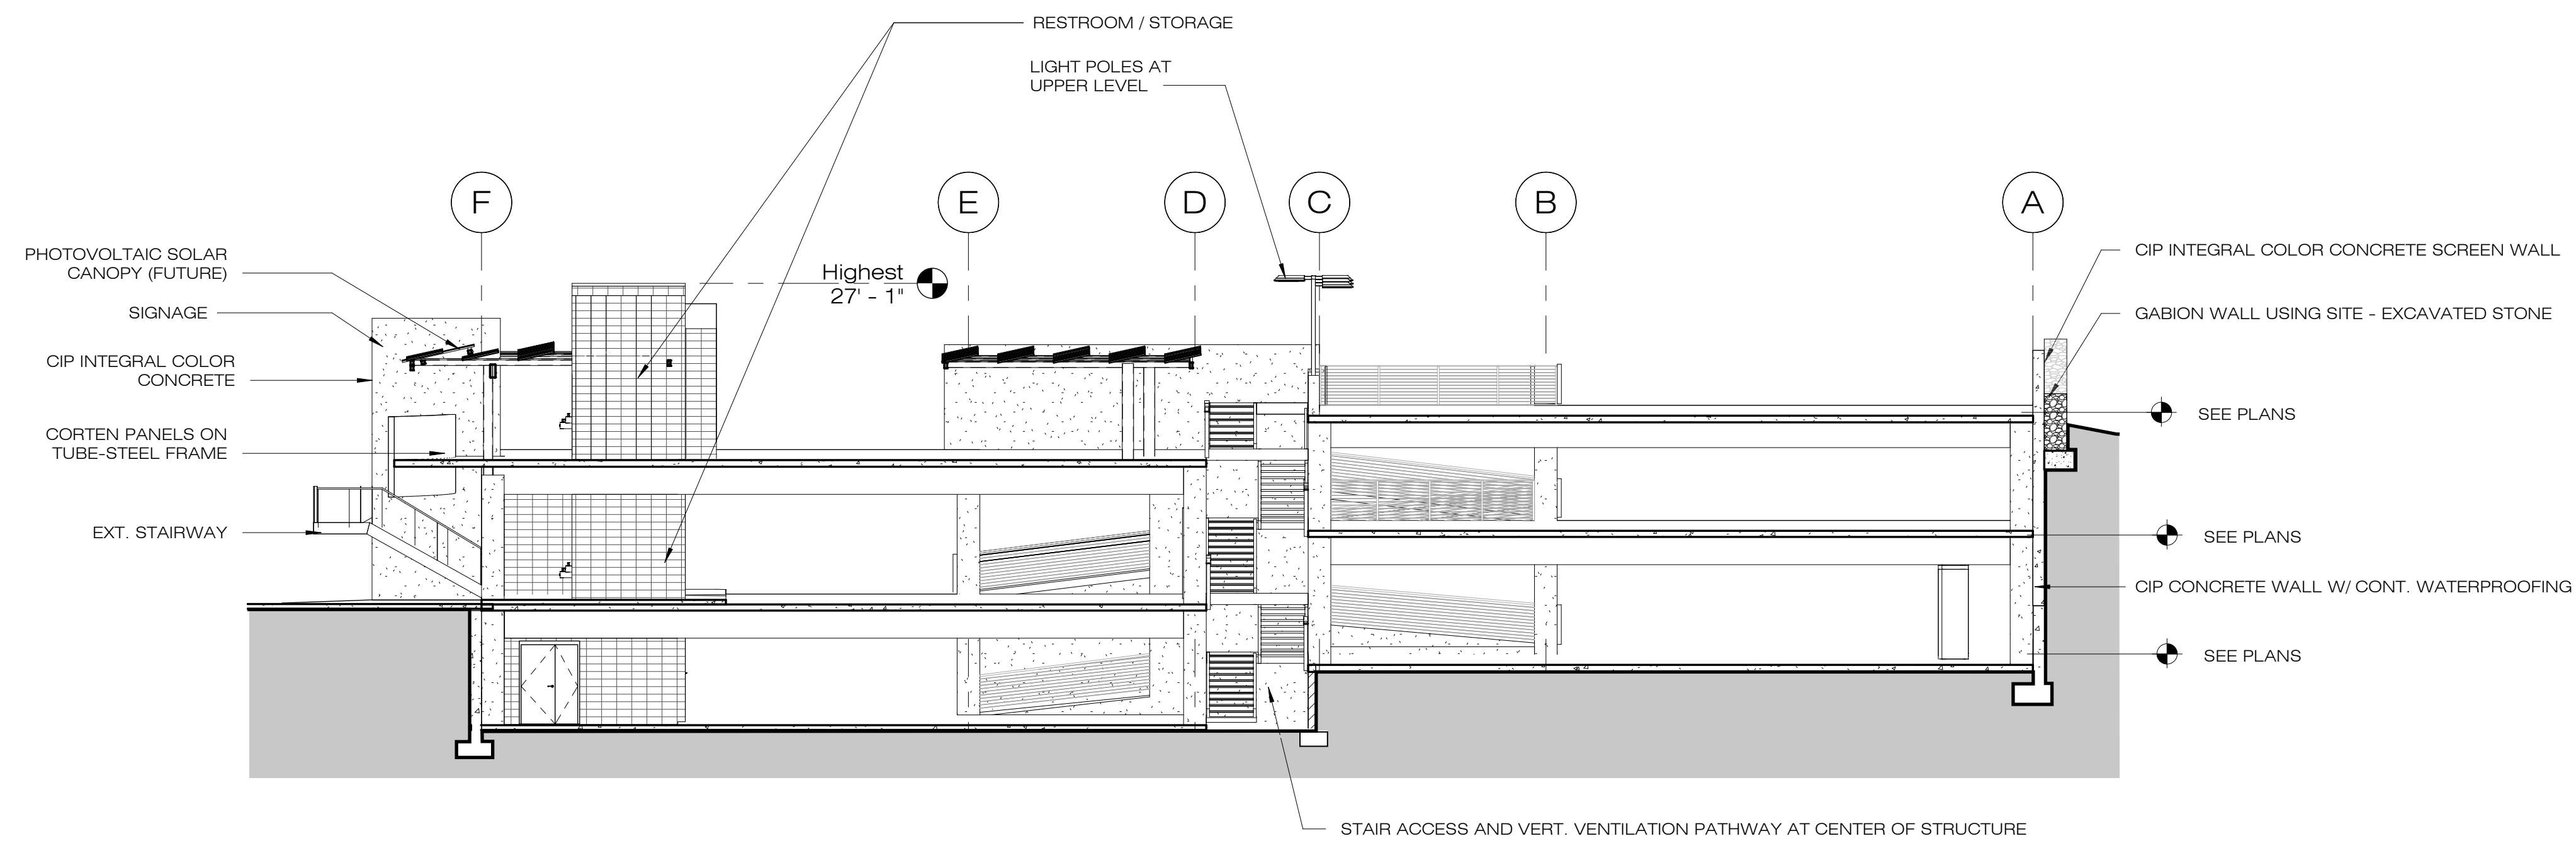 RESTROOM / STORAGE
LIGHT POLES AT
UPPER LEVEL
F
E
D
C
B
A
PHOTOVOLTAIC SOLAR
CANOPY (FUTURE)
SIGNAGE
CIP INTEGRAL COLOR
CONCRETE
CORTEN PANELS ON
TUBE-STEEL FRAME
EXT. STAIRWAY
Highest
27' - 1"
CIP INTEGRAL COLOR CONCRETE SCREEN WALL
GABION WALL USING SITE - EXCAVATED STONE
SEE PLANS
SEE PLANS
CIP CONCRETE WALL W/ CONT. WATERPROOFING
SEE PLANS
STAIR ACCESS AND VERT. VENTILATION PATHWAY AT CENTER OF STRUCTURE